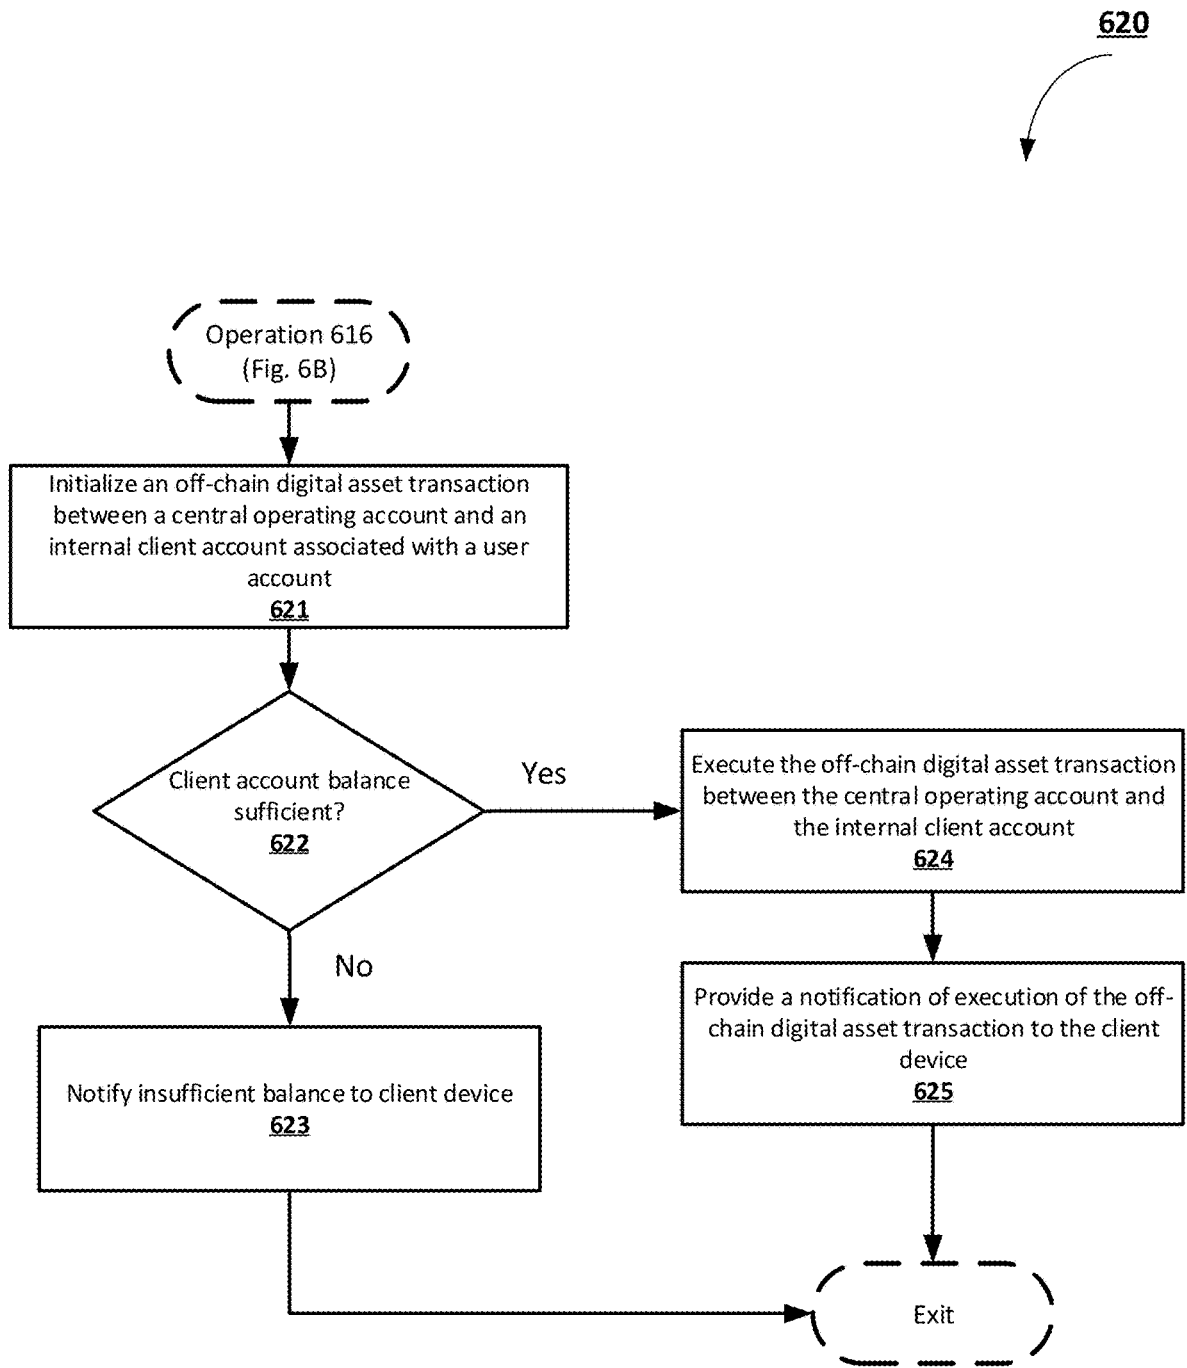 620
Operation 616
(Fig. 6B)
Initialize an off-chain digital asset transaction
between a central operating account and an
internal client account associated with a user
account
621
Client account balance
sufficient?
622
Yes
No
Execute the off-chain digital asset transaction
between the central operating account and
the internal client account
624
Provide a notification of execution of the off-
chain digital asset transaction to the client
device
625
Notify insufficient balance to client device
623
Exit